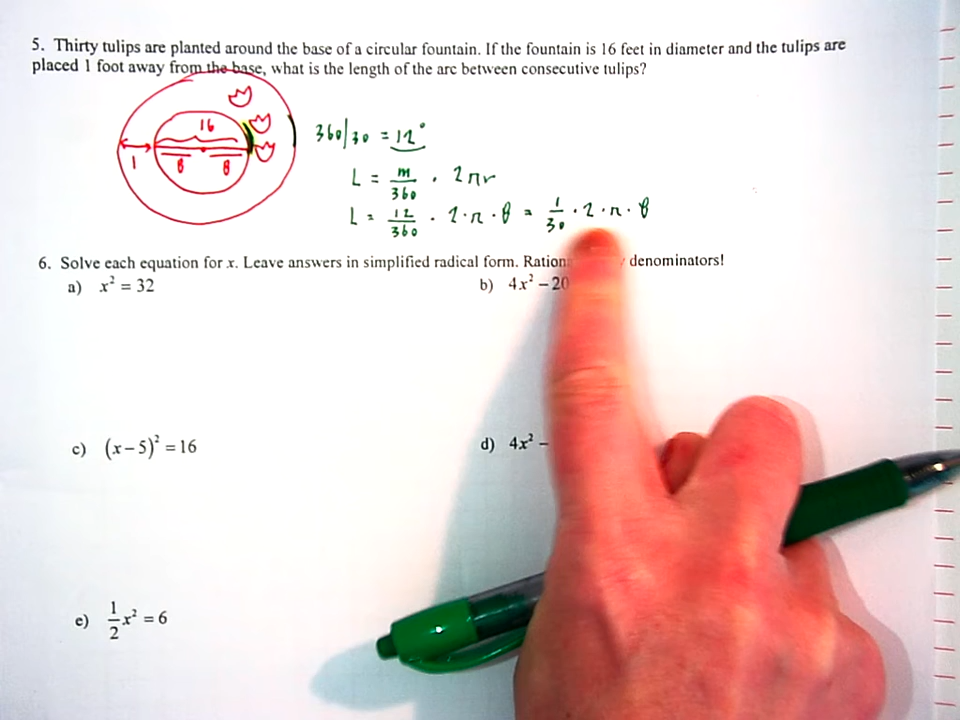 5. Thirty tulips are planted around the base of a circular fountain. If the fountain is 16 feet in diameter and the tulips are
placed 1 foot away from the base, what is the length of the arc between consecutive tulips?
16
1
8 8
360/30 = 12°
L = m/360 · 2πr
L = 12/360 · 2·π·8 = 1/30 · 2·π·8
6. Solve each equation for x. Leave answers in simplified radical form. denominators!
a) x² = 32
b) 4x² – 20
c) (x – 5)² = 16
d) 4x² –
e) 1/2 x² = 6